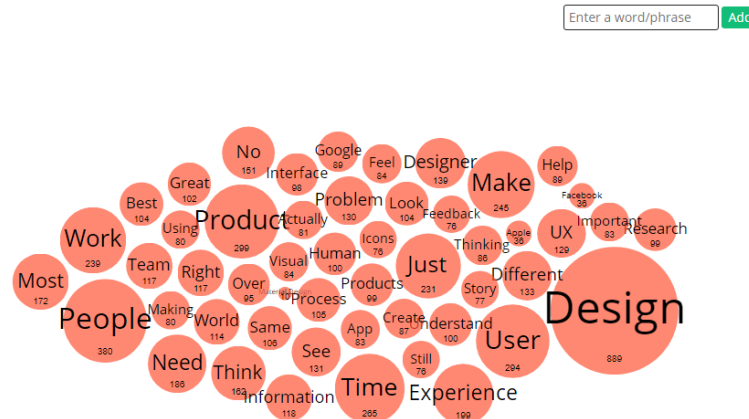 Enter a word/phrase
Add
No
151
Google
89
Interface
98
Feel
84
Designer
139
Help
89
Great
102
Make
245
Facebook
36
Best
104
Problem
130
Look
104
Product
299
Actually
81
Feedback
76
Important
83
Research
99
Using
80
Work
239
Icons
76
Apple
36
UX
129
Thinking
86
Human
100
Visual
84
Team
117
Right
117
Just
231
Different
133
Most
172
Over
95
Products
99
Story
77
Material Design
10
Process
105
Design
889
People
380
Making
80
World
114
Same
106
App
83
Create
87
Understand
100
User
294
See
131
Still
76
Need
186
Think
163
Time
265
Experience
199
Information
118